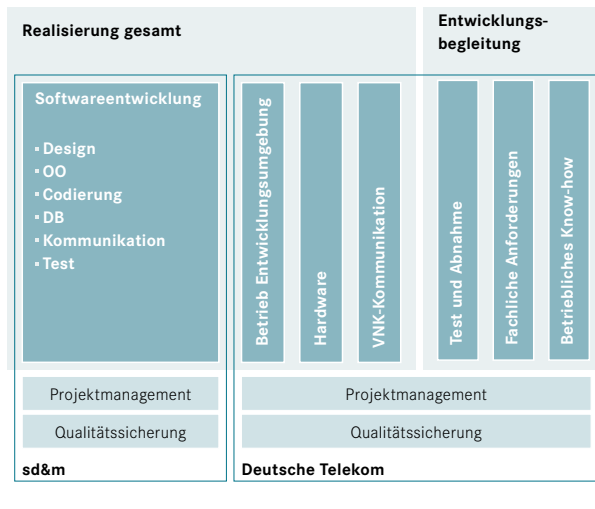 Realisierung gesamt
Entwicklungs-
begleitung
Softwareentwicklung
▪ Design
▪ OO
▪ Codierung
▪ DB
▪ Kommunikation
▪ Test
Betrieb Entwicklungsumgebung
Hardware
VNK-Kommunikation
Test und Abnahme
Fachliche Anforderungen
Betriebliches Know-how
Projektmanagement
Qualitätssicherung
sd&m
Projektmanagement
Qualitätssicherung
Deutsche Telekom